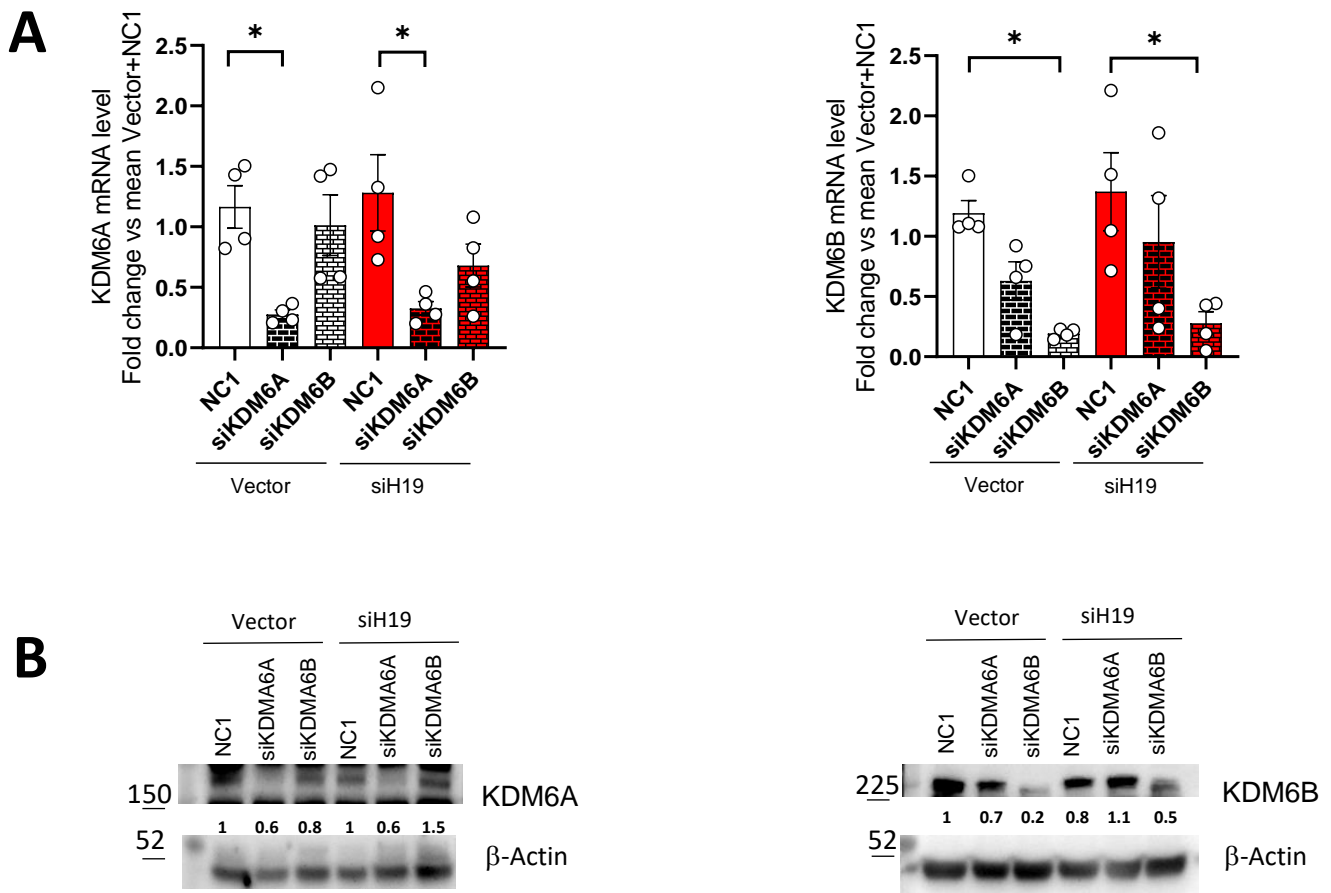 A
KDM6A mRNA level
Fold change vs mean Vector+NC1
2.5
2.0
1.5
1.0
0.5
0.0
*
*
NC1
siKDM6A
siKDM6B
NC1
siKDM6A
siKDM6B
Vector
siH19
KDM6B mRNA level
Fold change vs mean Vector+NC1
2.5
2.0
1.5
1.0
0.5
0.0
*
*
NC1
siKDM6A
siKDM6B
NC1
siKDM6A
siKDM6B
Vector
siH19
B
Vector
siH19
NC1
siKDMA6A
siKDMA6B
NC1
siKDMA6A
siKDMA6B
150
KDM6A
1 0.6 0.8 1 0.6 1.5
52
β-Actin
Vector
siH19
NC1
siKDMA6A
siKDMA6B
NC1
siKDMA6A
siKDMA6B
225
KDM6B
1 0.7 0.2 0.8 1.1 0.5
52
β-Actin